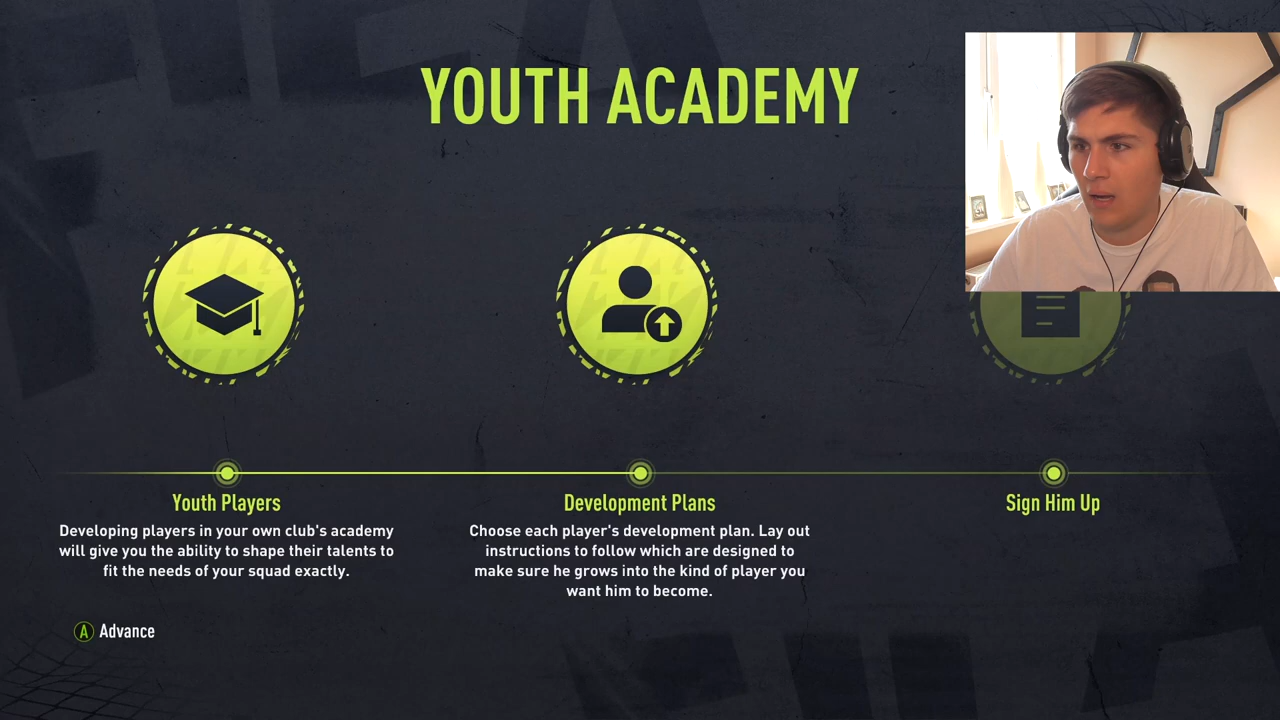 YOUTH ACADEMY
Youth Players
Developing players in your own club's academy
will give you the ability to shape their talents to
fit the needs of your squad exactly.
Development Plans
Choose each player's development plan. Lay out
instructions to follow which are designed to
make sure he grows into the kind of player you
want him to become.
Sign Him Up
A Advance